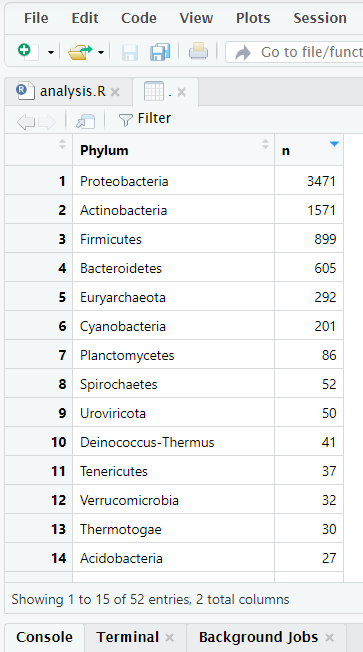 File Edit Code View Plots Session
Go to file/funct
analysis.R .
Filter
Phylum n
1 Proteobacteria 3471
2 Actinobacteria 1571
3 Firmicutes 899
4 Bacteroidetes 605
5 Euryarchaeota 292
6 Cyanobacteria 201
7 Planctomycetes 86
8 Spirochaetes 52
9 Uroviricota 50
10 Deinococcus-Thermus 41
11 Tenericutes 37
12 Verrucomicrobia 32
13 Thermotogae 30
14 Acidobacteria 27
Showing 1 to 15 of 52 entries, 2 total columns
Console Terminal Background Jobs